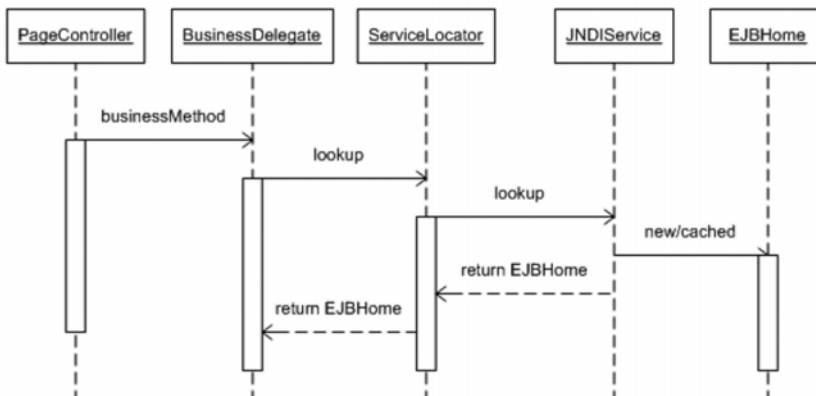 PageController
BusinessDelegate
ServiceLocator
JNDIService
EJBHome
businessMethod
lookup
lookup
new/cached
return EJBHome
return EJBHome